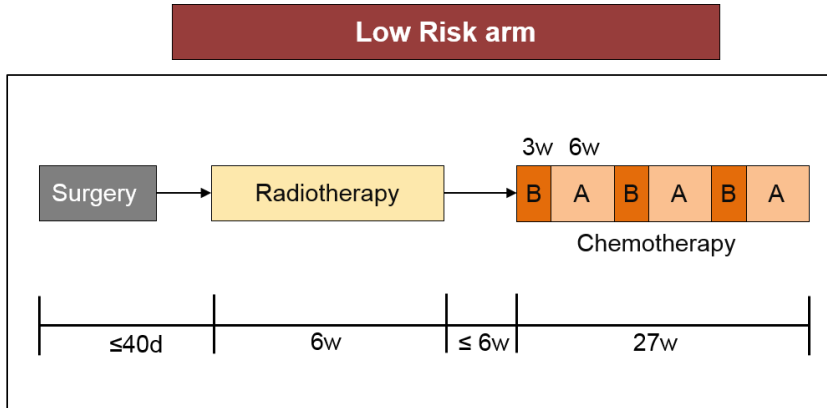 Low Risk arm
3w 6w
Surgery Radiotherapy B A B A B A
Chemotherapy
≤40d 6w ≤ 6w 27w